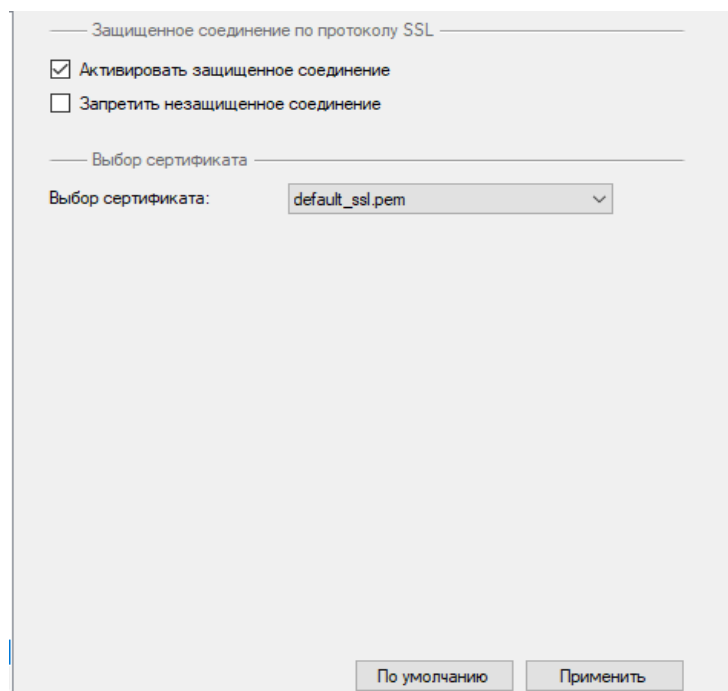 Защищенное соединение по протоколу SSL
Активировать защищенное соединение
Запретить незащищенное соединение
Выбор сертификата
Выбор сертификата: default_ssl.pem
По умолчанию Применить